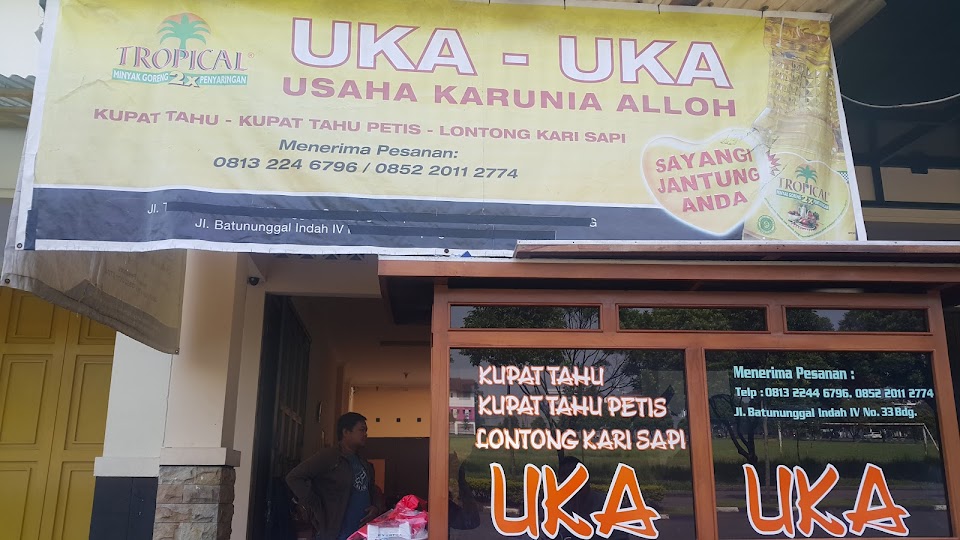 TROPICAL®
MINYAK GORENG 2X PENYARINGAN
UKA - UKA
USAHA KARUNIA ALLOH
KUPAT TAHU - KUPAT TAHU PETIS - LONTONG KARI SAPI
Menerima Pesanan:
0813 224 6796 / 0852 2011 2774
SAYANGI
JANTUNG
ANDA
TROPICAL
Jl.
Jl. Batununggal Indah IV
KUPAT TAHU
KUPAT TAHU PETIS
LONTONG KARI SAPI
UKA
Menerima Pesanan :
Telp : 0813 2244 6796, 0852 2011 2774
Jl. Batununggal Indah IV No. 33 Bdg.
UKA